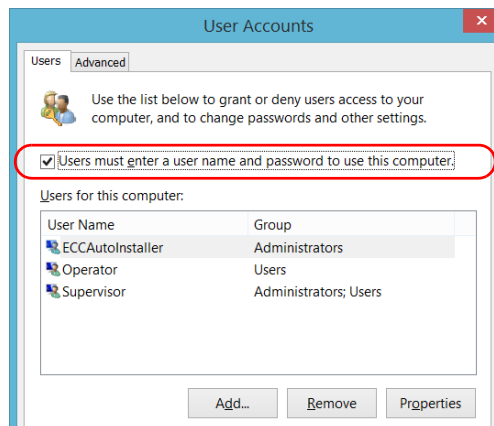 User Accounts
Users Advanced
Use the list below to grant or deny users access to your
computer, and to change passwords and other settings.
Users must enter a user name and password to use this computer.
Users for this computer:
User Name Group
ECCAutoInstaller Administrators
Operator Users
Supervisor Administrators; Users
Add... Remove Properties